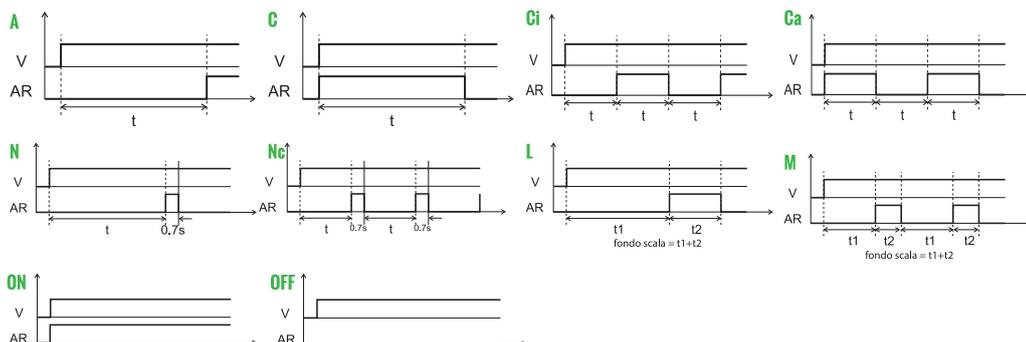 A
V
AR
t
C
V
AR
t
Ci
V
AR
t t t
Ca
V
AR
t t t
N
V
AR
t 0.7s
Nc
V
AR
t 0.7s t 0.7s
L
V
AR
t1 t2
fondo scala = t1+t2
M
V
AR
t1 t2 t1 t2
fondo scala = t1+t2
ON
V
AR
OFF
V
AR